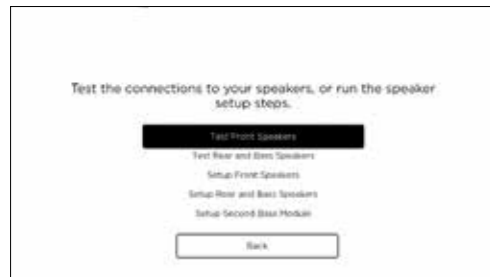 Test the connections to your speakers, or run the speaker
setup steps.
Test Front Speakers
Test Rear and Bass Speakers
Setup Front Speakers
Setup Rear and Bass Speakers
Setup Second Bass Module
Back